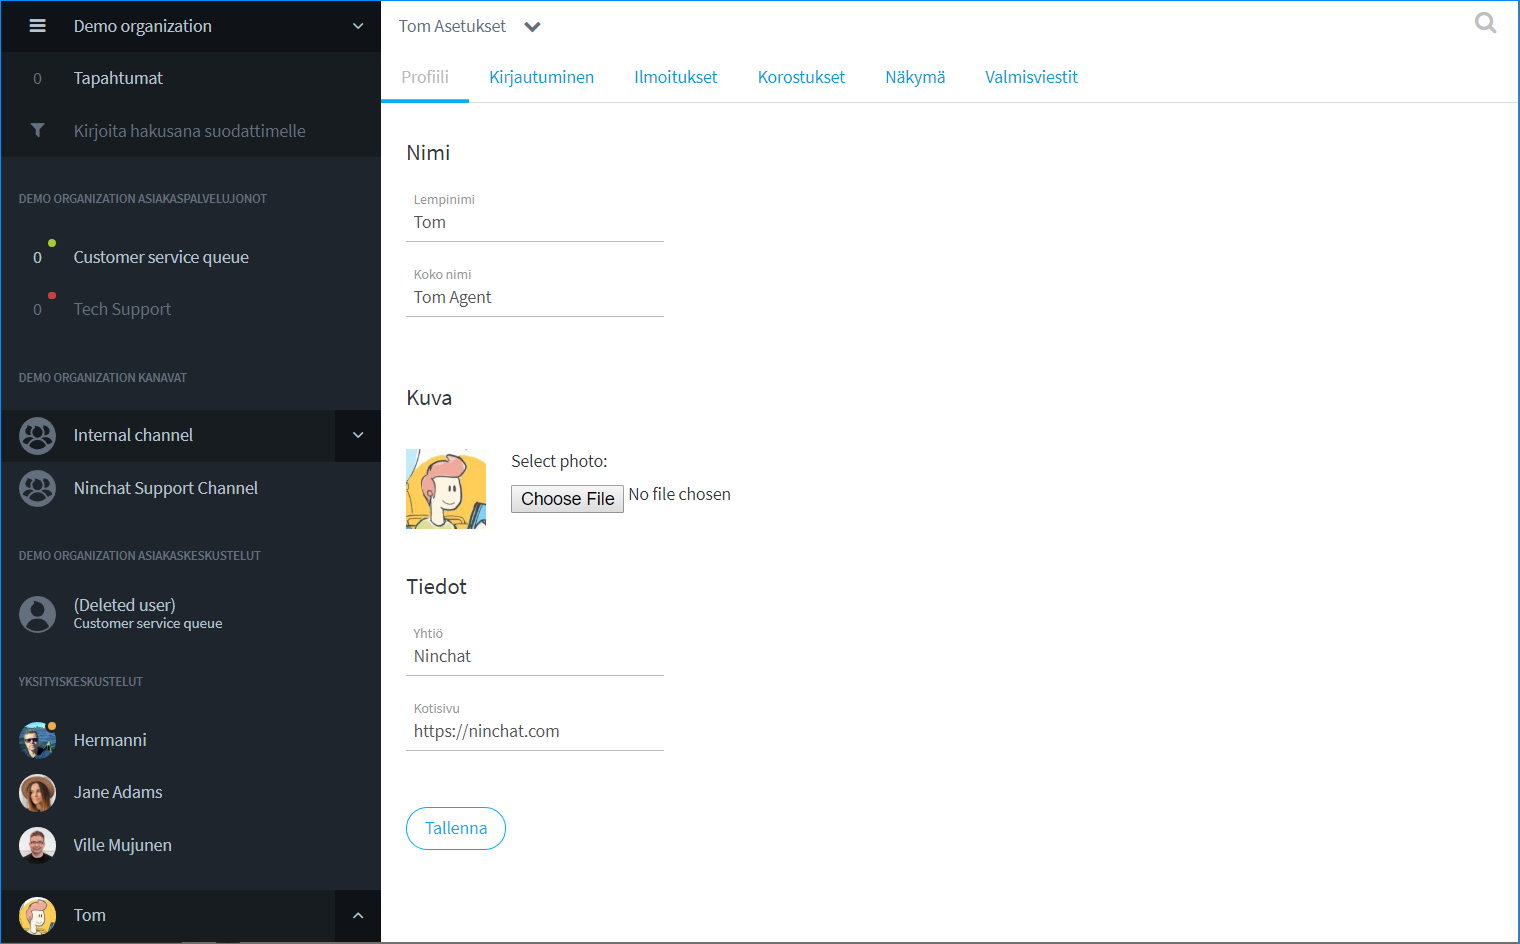 Demo organization
0 Tapahtumat
Kirjoita hakusana suodattimelle
DEMO ORGANIZATION ASIAKASPALVELUJONOT
0 Customer service queue
0 Tech Support
DEMO ORGANIZATION KANAVAT
Internal channel
Ninchat Support Channel
DEMO ORGANIZATION ASIAKASKESKUSTELUT
(Deleted user)
Customer service queue
YKSITYISKESKUSTELUT
Hermanni
Jane Adams
Ville Mujunen
Tom
Tom Asetukset
Profiili Kirjautuminen Ilmoitukset Korostukset Näkymä Valmisviestit
Nimi
Lempinimi
Tom
Koko nimi
Tom Agent
Kuva
Select photo:
Choose File No file chosen
Tiedot
Yhtiö
Ninchat
Kotisivu
https://ninchat.com
Tallenna